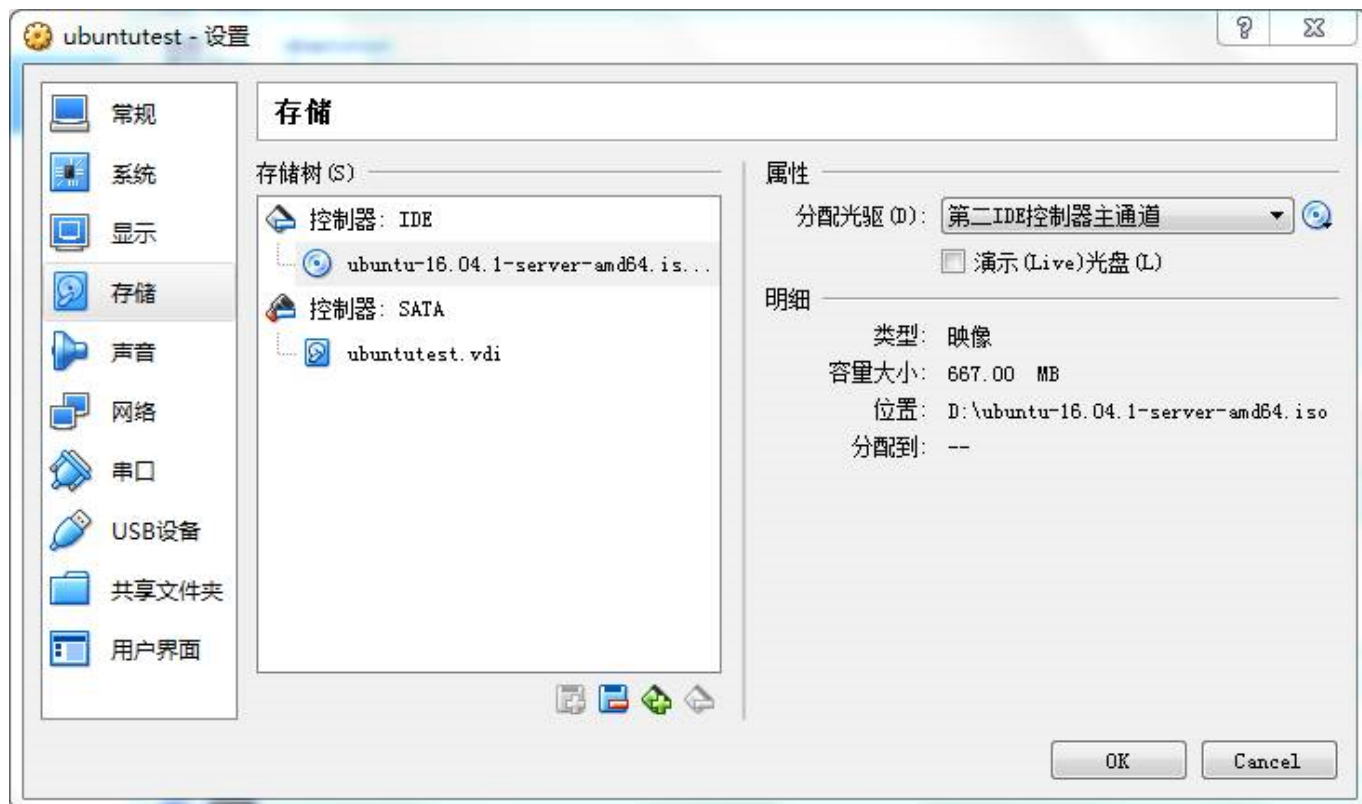 ubuntutest - 设置
常规
系统
显示
存储
声音
网络
串口
USB设备
共享文件夹
用户界面
存储
存储树(S)
控制器: IDE
ubuntu-16.04.1-server-amd64.is...
控制器: SATA
ubuntutest.vdi
属性
分配光驱(D): 第二IDE控制器主通道
演示(Live)光盘(L)
明细
类型: 映像
容量大小: 667.00 MB
位置: D:\ubuntu-16.04.1-server-amd64.iso
分配到: --
OK Cancel